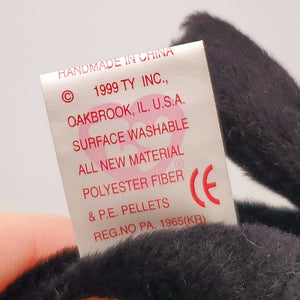 HANDMADE IN CHINA
© 1999 TY INC.,
OAKBROOK, IL. U.S.A.
SURFACE WASHABLE
ALL NEW MATERIAL
POLYESTER FIBER
& P.E. PELLETS
REG.NO PA. 1965(KR)
CE